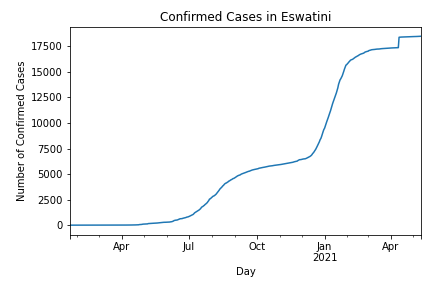 Confirmed Cases in Eswatini
Number of Confirmed Cases
17500
15000
12500
10000
7500
5000
2500
0
Apr
Jul
Oct
Jan
2021
Apr
Day